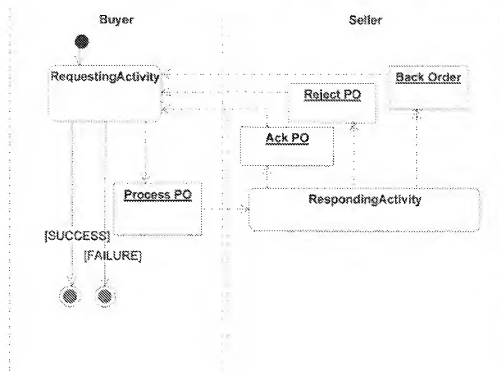 Buyer
Seller
RequestingActivity
Back Order
Reject PO
Ack PO
Process PO
RespondingActivity
[SUCCESS]
[FAILURE]